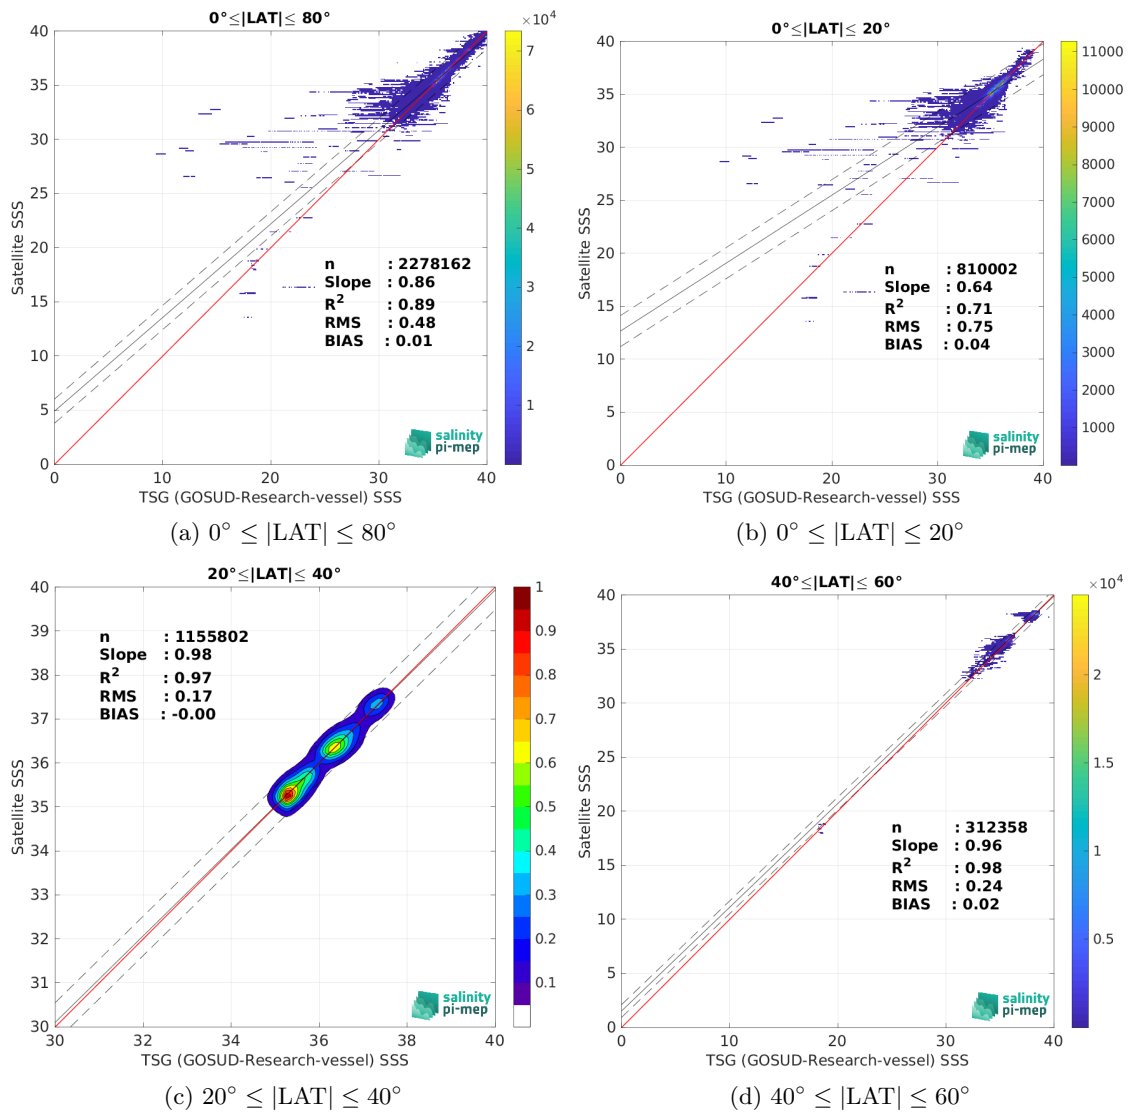 0°≤|LAT|≤ 80°
×10⁴
40
35
30
25
20
15
10
5
0
0
10
20
30
40
Satellite SSS
TSG (GOSUD-Research-vessel) SSS
n : 2278162
Slope : 0.86
R² : 0.89
RMS : 0.48
BIAS : 0.01
salinity
pi-mep
7
6
5
4
3
2
1
(a) 0° ≤ |LAT| ≤ 80°
0°≤|LAT|≤ 20°
40
35
30
25
20
15
10
5
0
0
10
20
30
40
Satellite SSS
TSG (GOSUD-Research-vessel) SSS
n : 810002
Slope : 0.64
R² : 0.71
RMS : 0.75
BIAS : 0.04
salinity
pi-mep
11000
10000
9000
8000
7000
6000
5000
4000
3000
2000
1000
(b) 0° ≤ |LAT| ≤ 20°
20°≤|LAT|≤ 40°
40
39
38
37
36
35
34
33
32
31
30
30
32
34
36
38
40
Satellite SSS
TSG (GOSUD-Research-vessel) SSS
n : 1155802
Slope : 0.98
R² : 0.97
RMS : 0.17
BIAS : -0.00
salinity
pi-mep
1
0.9
0.8
0.7
0.6
0.5
0.4
0.3
0.2
0.1
(c) 20° ≤ |LAT| ≤ 40°
40°≤|LAT|≤ 60°
×10⁴
40
35
30
25
20
15
10
5
0
0
10
20
30
40
Satellite SSS
TSG (GOSUD-Research-vessel) SSS
n : 312358
Slope : 0.96
R² : 0.98
RMS : 0.24
BIAS : 0.02
salinity
pi-mep
2
1
0.5
(d) 40° ≤ |LAT| ≤ 60°